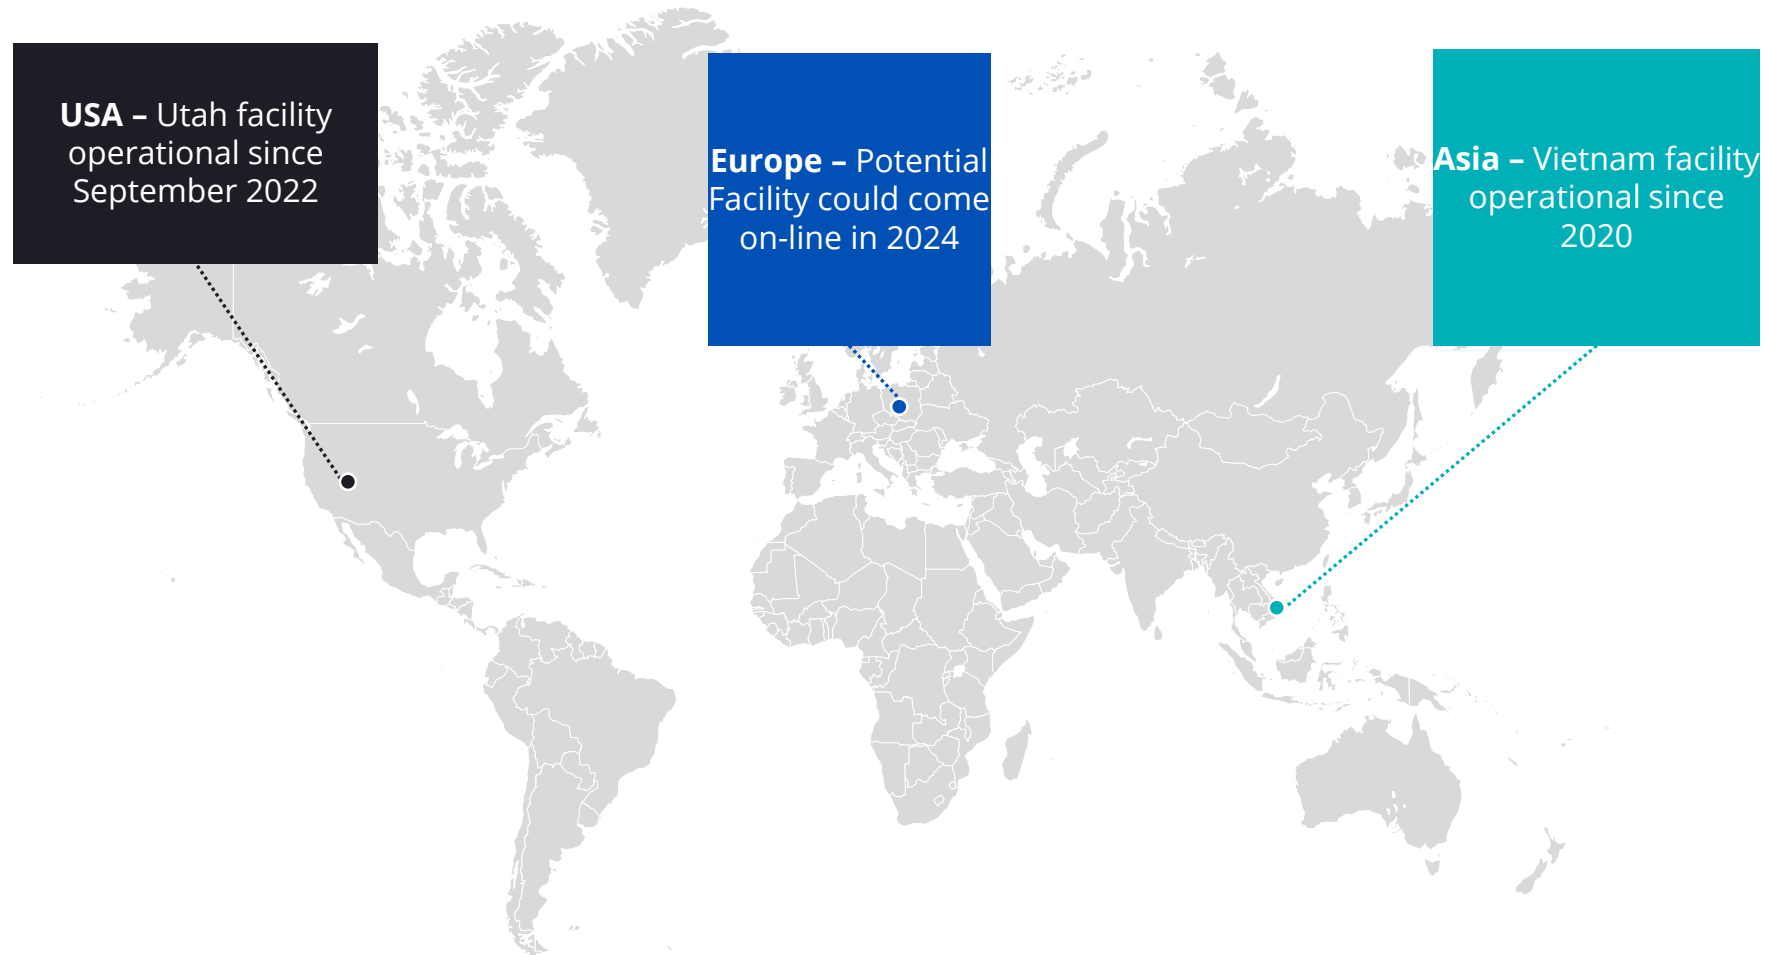 USA – Utah facility
operational since
September 2022
Europe – Potential
Facility could come
on-line in 2024
Asia – Vietnam facility
operational since
2020